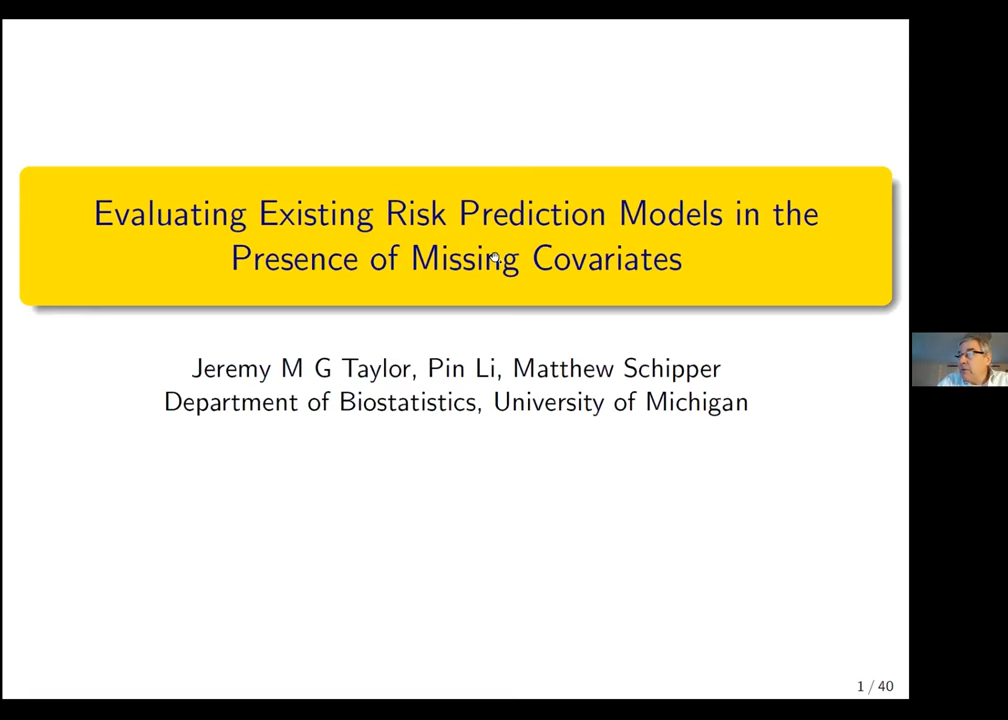 Evaluating Existing Risk Prediction Models in the
Presence of Missing Covariates
Jeremy M G Taylor, Pin Li, Matthew Schipper
Department of Biostatistics, University of Michigan
1 / 40